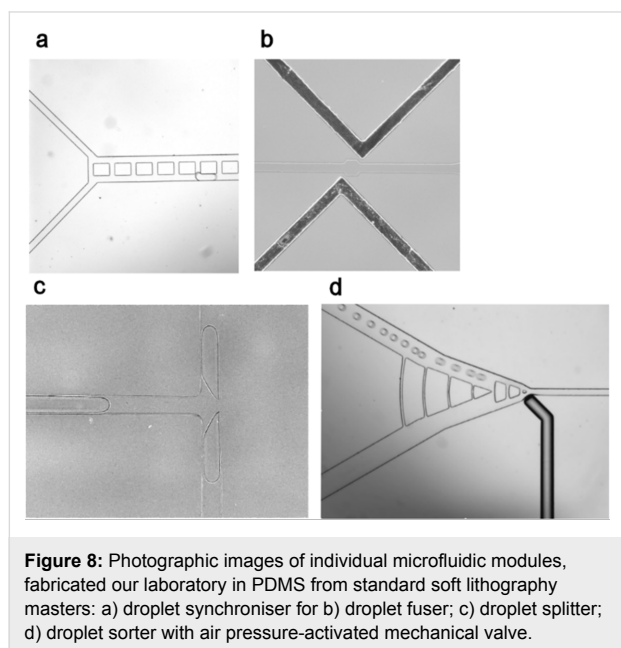 a
b
c
d
Figure 8: Photographic images of individual microfluidic modules,
fabricated our laboratory in PDMS from standard soft lithography
masters: a) droplet synchroniser for b) droplet fuser; c) droplet splitter;
d) droplet sorter with air pressure-activated mechanical valve.